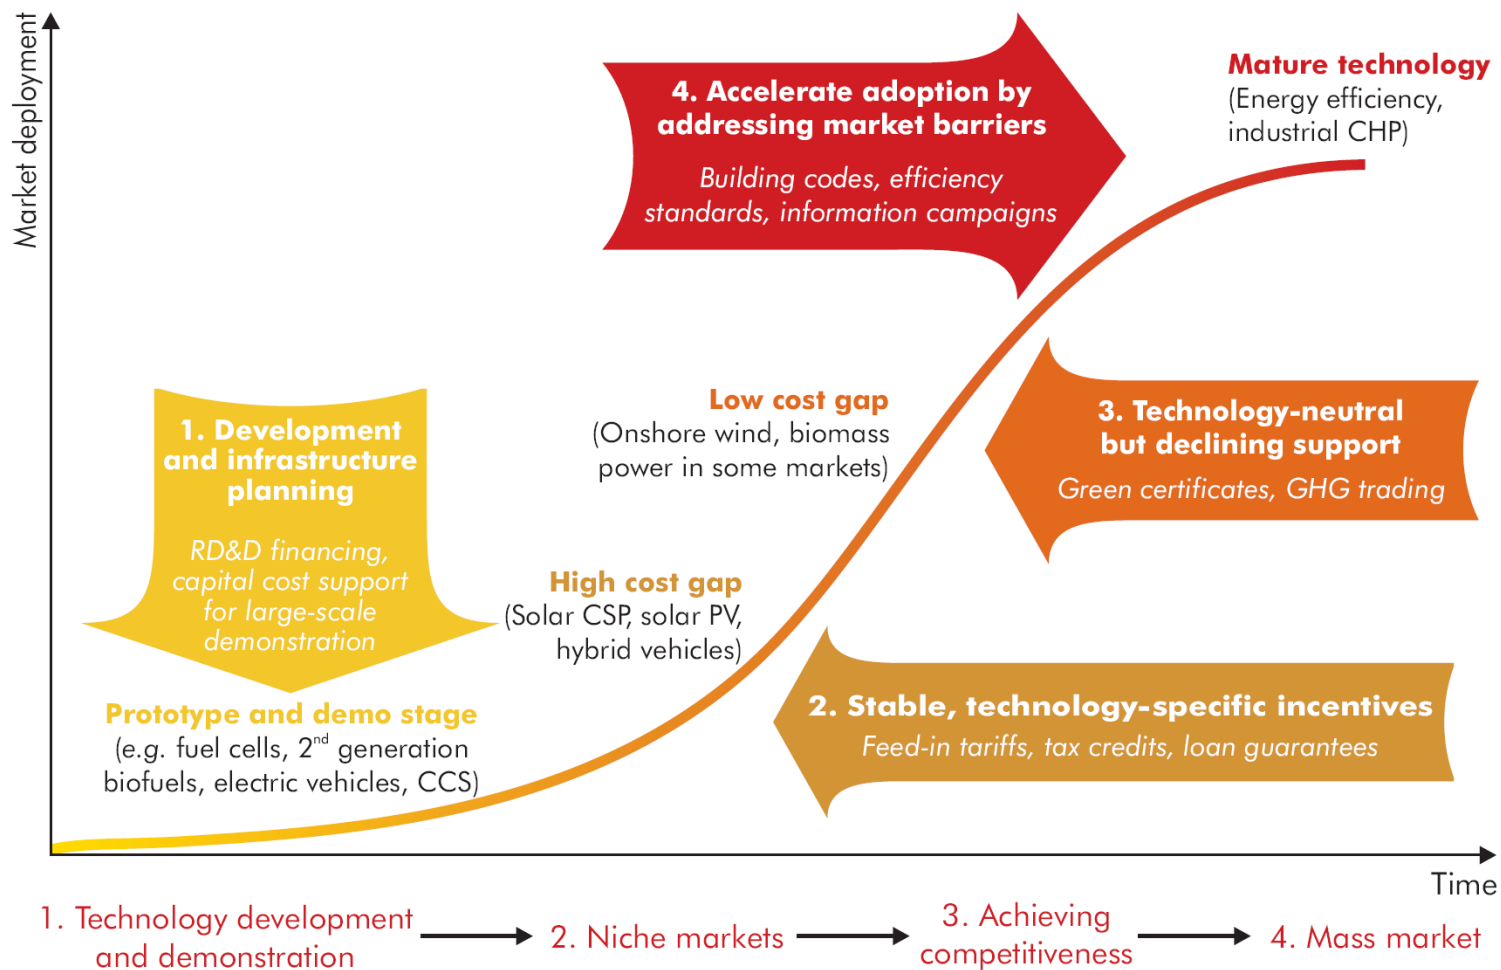 Market deployment
4. Accelerate adoption by
addressing market barriers
Building codes, efficiency
standards, information campaigns
Mature technology
(Energy efficiency,
industrial CHP)
1. Development
and infrastructure
planning
RD&D financing,
capital cost support
for large-scale
demonstration
Low cost gap
(Onshore wind, biomass
power in some markets)
3. Technology-neutral
but declining support
Green certificates, GHG trading
High cost gap
(Solar CSP, solar PV,
hybrid vehicles)
Prototype and demo stage
(e.g. fuel cells, 2nd generation
biofuels, electric vehicles, CCS)
2. Stable, technology-specific incentives
Feed-in tariffs, tax credits, loan guarantees
Time
1. Technology development
and demonstration
2. Niche markets
3. Achieving
competitiveness
4. Mass market